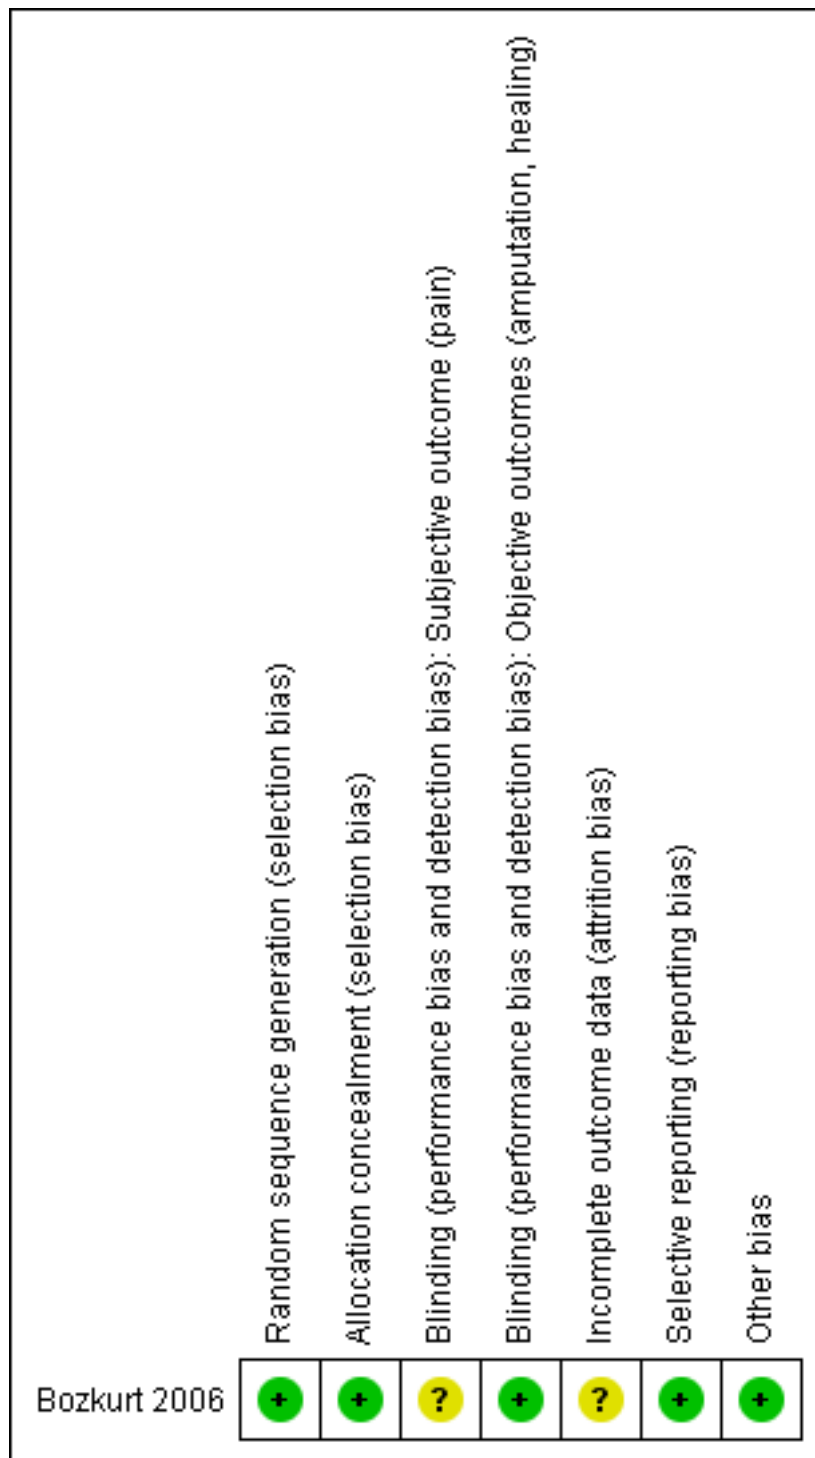 Random sequence generation (selection bias)
Allocation concealment (selection bias)
Blinding (performance bias and detection bias): Subjective outcome (pain)
Blinding (performance bias and detection bias): Objective outcomes (amputation, healing)
Incomplete outcome data (attrition bias)
Selective reporting (reporting bias)
Other bias
Bozkurt 2006 + + ? + ? + +